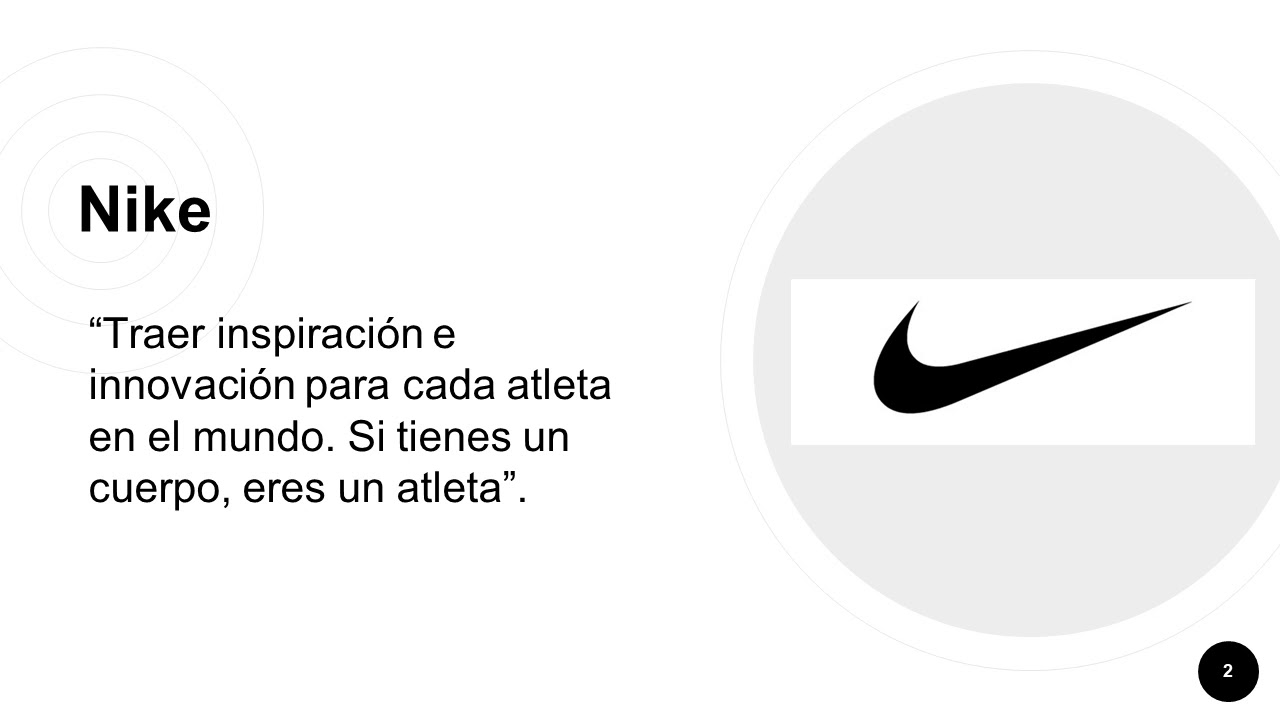 Nike
“Traer inspiración e
innovación para cada atleta
en el mundo. Si tienes un
cuerpo, eres un atleta”.
2